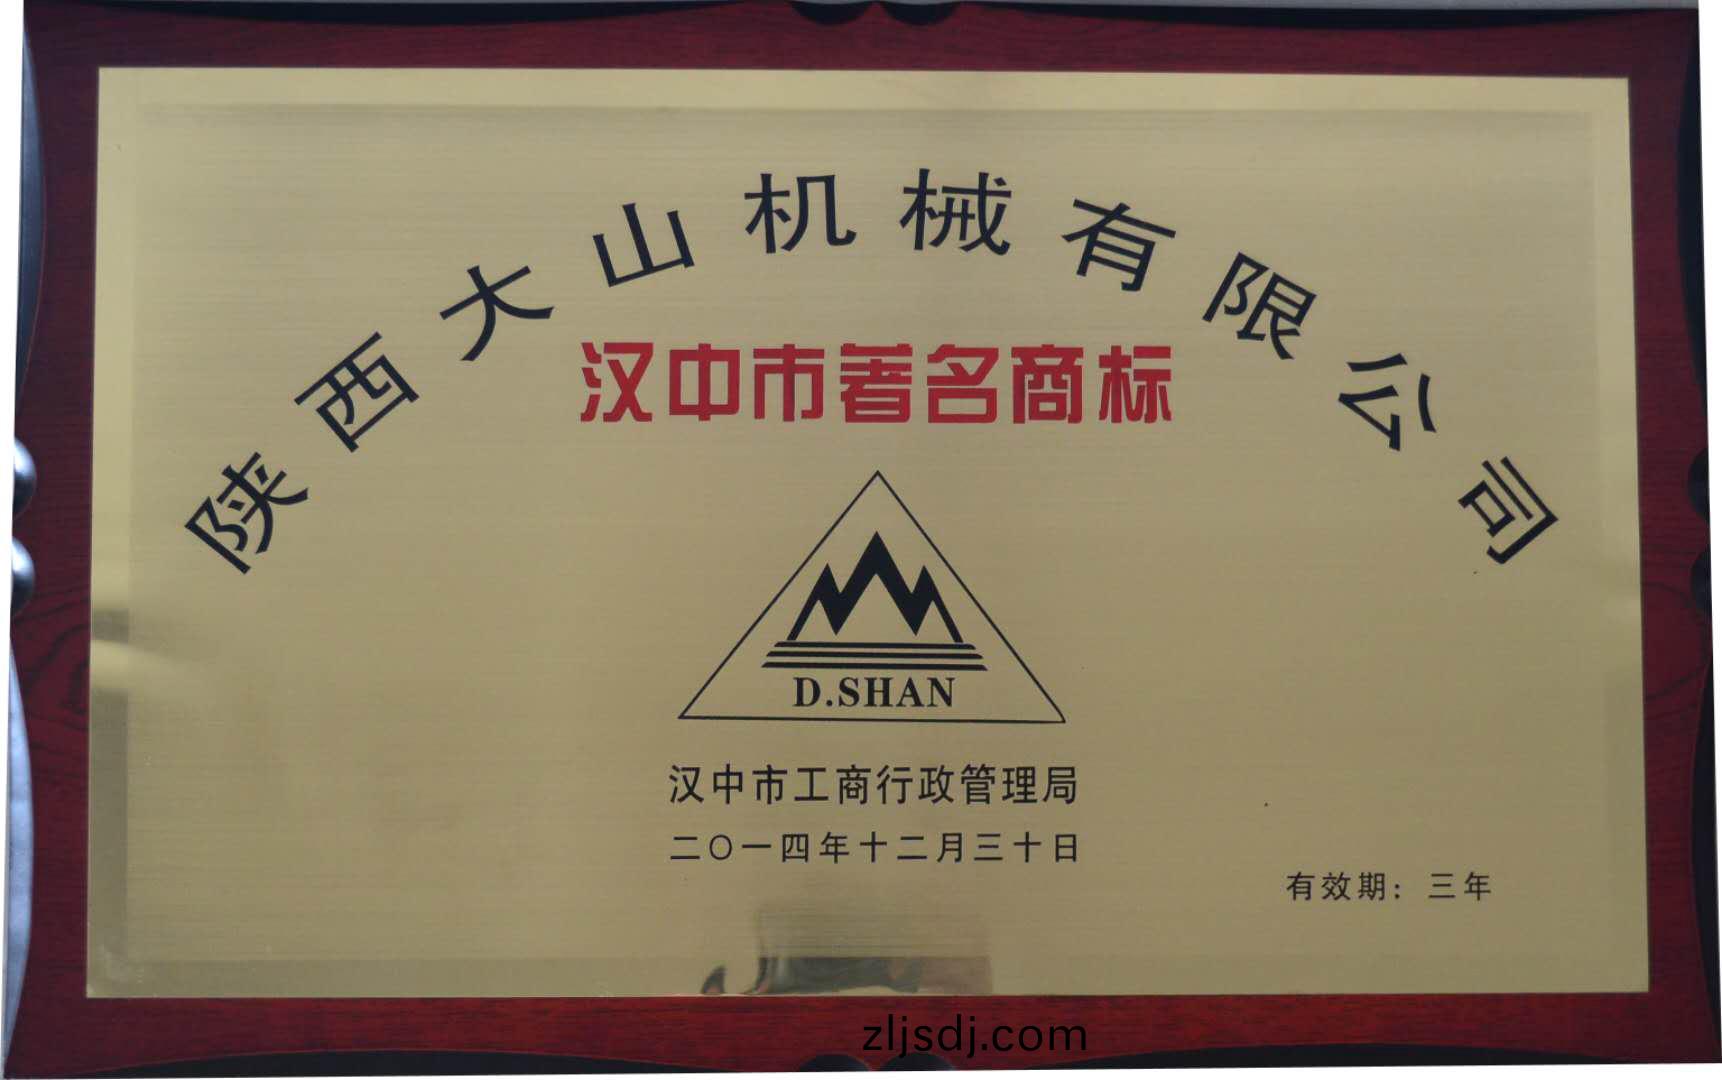 陕西大山机械有限公司
汉中市著名商标
D.SHAN
汉中市工商行政管理局
二〇一四年十二月三十日
有效期：三年
zljsdj.com